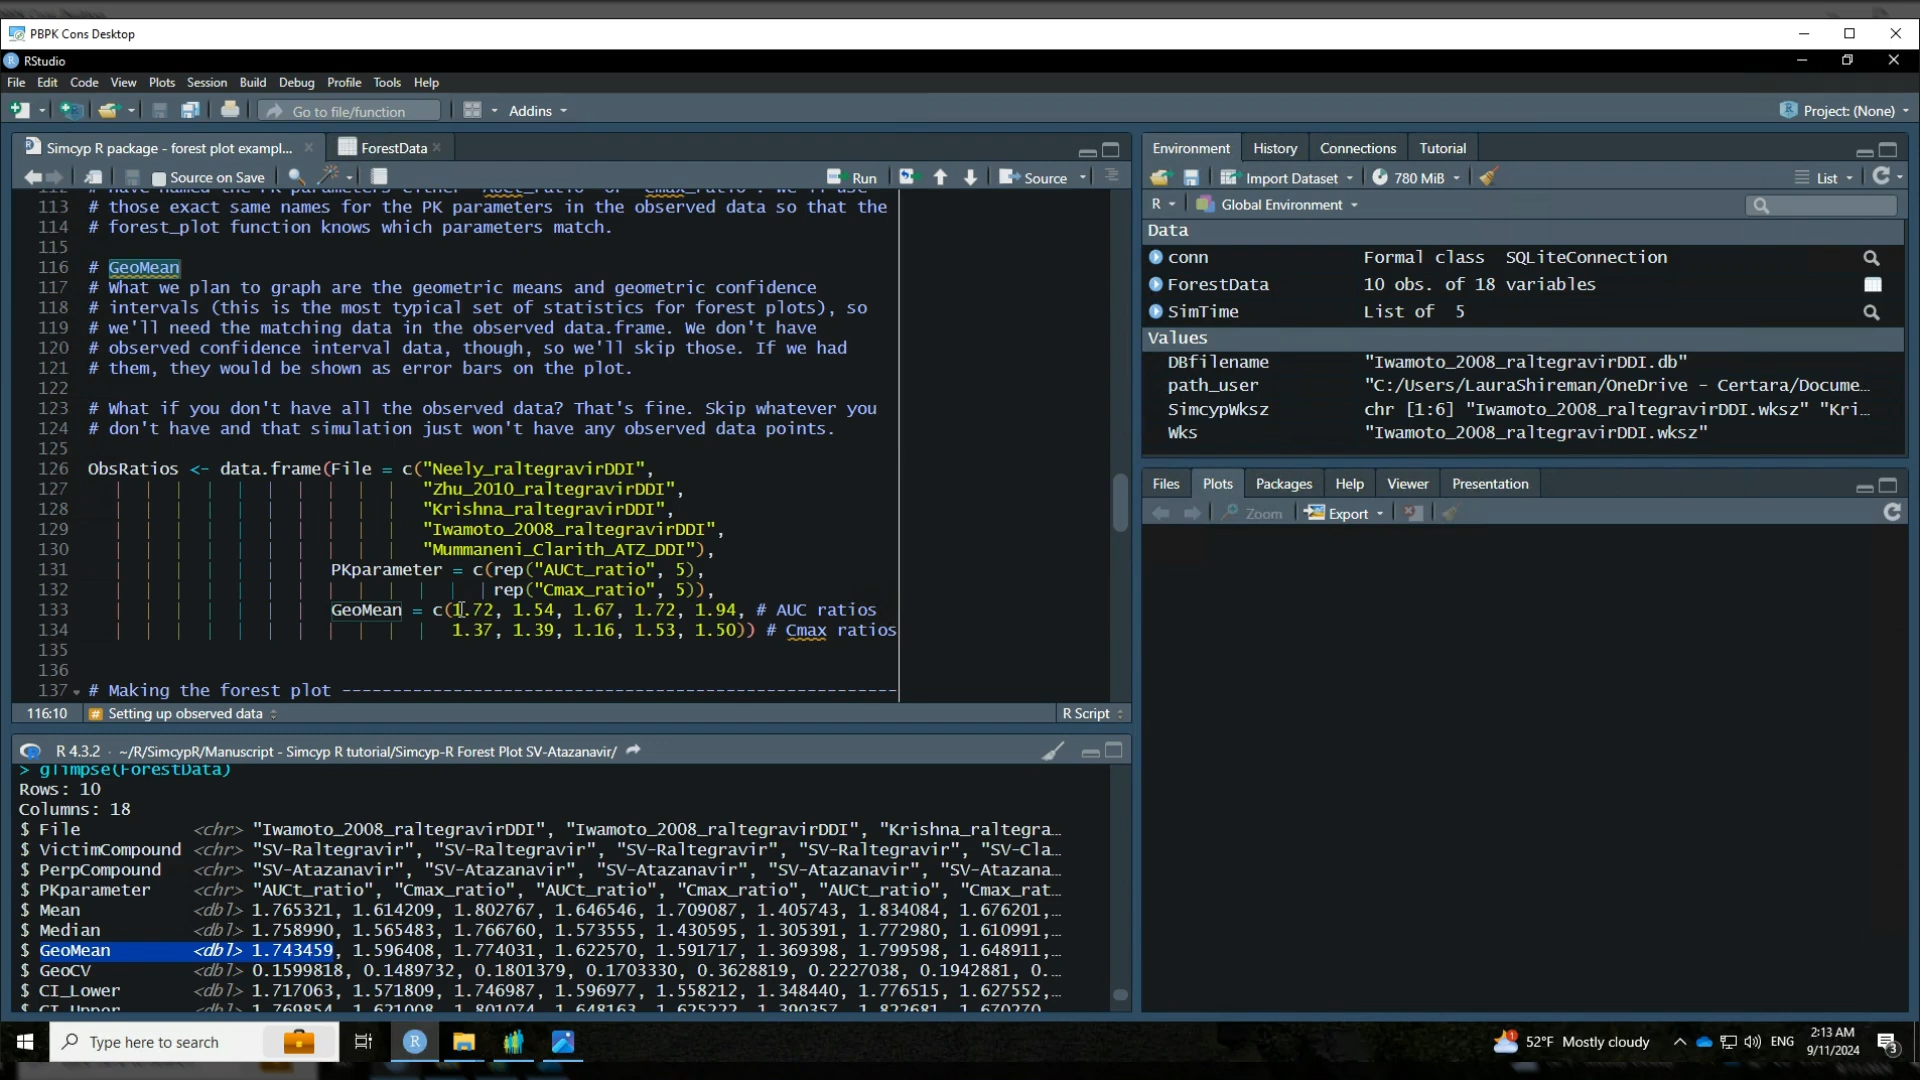 PBPK Cons Desktop
RStudio
File Edit Code View Plots Session Build Debug Profile Tools Help
Go to file/function
Addins
Project: (None)
Simcyp R package - forest plot exampl...
ForestData
Source on Save
Run
Source
113 # those exact same names for the PK parameters in the observed data so that the
114 # forest_plot function knows which parameters match.
115
116 # GeoMean
117 # What we plan to graph are the geometric means and geometric confidence
118 # intervals (this is the most typical set of statistics for forest plots), so
119 # we'll need the matching data in the observed data.frame. We don't have
120 # observed confidence interval data, though, so we'll skip those. If we had
121 # them, they would be shown as error bars on the plot.
122
123 # What if you don't have all the observed data? That's fine. Skip whatever you
124 # don't have and that simulation just won't have any observed data points.
125
126 ObsRatios <- data.frame(File = c("Neely_raltegravirDDI",
127 "Zhu_2010_raltegravirDDI",
128 "Krishna_raltegravirDDI",
129 "Iwamoto_2008_raltegravirDDI",
130 "Mummaneni_Clarith_ATZ_DDI"),
131 PKparameter = c(rep("AUCt_ratio", 5),
132 rep("Cmax_ratio", 5)),
133 GeoMean = c(1.72, 1.54, 1.67, 1.72, 1.94, # AUC ratios
134 1.37, 1.39, 1.16, 1.53, 1.50)) # Cmax ratios
135
136
137 # Making the forest plot -------------------------------------------------------
116:10 Setting up observed data
R Script
R 4.3.2 · ~/R/SimcypR/Manuscript - Simcyp R tutorial/Simcyp-R Forest Plot SV-Atazanavir/
> glimpse(ForestData)
Rows: 10
Columns: 18
$ File <chr> "Iwamoto_2008_raltegravirDDI", "Iwamoto_2008_raltegravirDDI", "Krishna_raltegra…
$ VictimCompound <chr> "SV-Raltegravir", "SV-Raltegravir", "SV-Raltegravir", "SV-Raltegravir", "SV-Cla…
$ PerpCompound <chr> "SV-Atazanavir", "SV-Atazanavir", "SV-Atazanavir", "SV-Atazanavir", "SV-Atazana…
$ PKparameter <chr> "AUCt_ratio", "Cmax_ratio", "AUCt_ratio", "Cmax_ratio", "AUCt_ratio", "Cmax_rat…
$ Mean <dbl> 1.765321, 1.614209, 1.802767, 1.646546, 1.709087, 1.405743, 1.834084, 1.676201,…
$ Median <dbl> 1.758990, 1.565483, 1.766760, 1.573555, 1.430595, 1.305391, 1.772980, 1.610991,…
$ GeoMean <dbl> 1.743459, 1.596408, 1.774031, 1.622570, 1.591717, 1.369398, 1.799598, 1.648911,…
$ GeoCV <dbl> 0.1599818, 0.1489732, 0.1801379, 0.1703330, 0.3628819, 0.2227038, 0.1942881, 0.…
$ CI_Lower <dbl> 1.717063, 1.571809, 1.746987, 1.596977, 1.558212, 1.348440, 1.776515, 1.627552,…
Environment History Connections Tutorial
Import Dataset
780 MiB
List
R
Global Environment
Data
conn Formal class SQLiteConnection
ForestData 10 obs. of 18 variables
SimTime List of 5
Values
DBfilename "Iwamoto_2008_raltegravirDDI.db"
path_user "C:/Users/LauraShireman/OneDrive - Certara/Docume…
SimcypWksz chr [1:6] "Iwamoto_2008_raltegravirDDI.wksz" "Kri…
Wks "Iwamoto_2008_raltegravirDDI.wksz"
Files Plots Packages Help Viewer Presentation
Zoom
Export
Type here to search
52°F Mostly cloudy
ENG
2:13 AM
9/11/2024
3